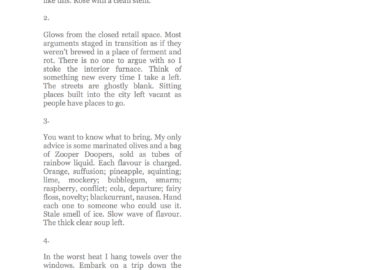 like this. Rose with a clean stem.
2.
Glows from the closed retail space. Most
arguments staged in transition as if they
weren't brewed in a place of ferment and
rot. There is no one to argue with so I
stoke the interior furnace. Think of
something new every time I take a left.
The streets are ghostly blank. Sitting
places built into the city left vacant as
people have places to go.
3.
You want to know what to bring. My only
advice is some marinated olives and a bag
of Zooper Doopers, sold as tubes of
rainbow liquid. Each flavour is charged.
Orange, suffusion; pineapple, squinting;
lime, mockery; bubblegum, smarm;
raspberry, conflict; cola, departure; fairy
floss, novelty; blackcurrant, nausea. Hand
each one to someone who could use it.
Stale smell of ice. Slow wave of flavour.
The thick clear soup left.
4.
In the worst heat I hang towels over the
windows. Embark on a trip down the